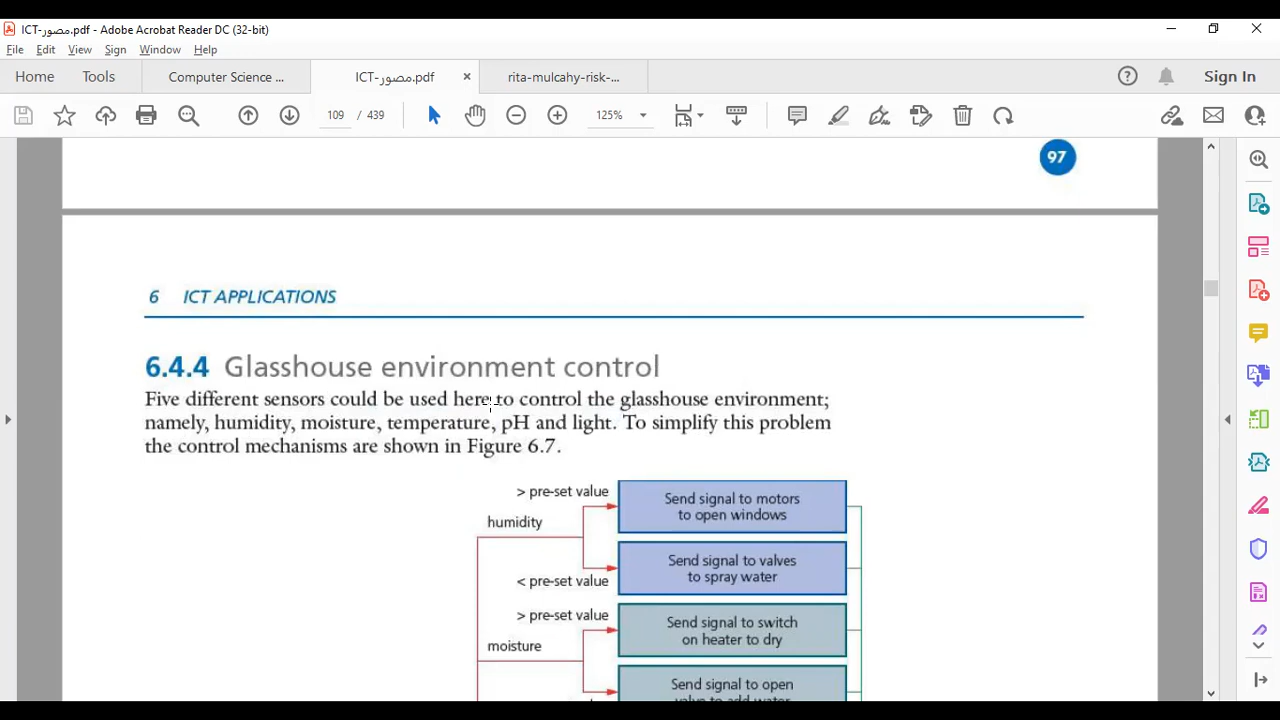 ICT-مصور.pdf - Adobe Acrobat Reader DC (32-bit)
File Edit View Sign Window Help
Home Tools Computer Science ... ICT-مصور.pdf × rita-mulcahy-risk-... Sign In
109 / 439 125%
97
6 ICT APPLICATIONS
6.4.4 Glasshouse environment control
Five different sensors could be used here to control the glasshouse environment;
namely, humidity, moisture, temperature, pH and light. To simplify this problem
the control mechanisms are shown in Figure 6.7.
> pre-set value
Send signal to motors
to open windows
humidity
Send signal to valves
to spray water
< pre-set value
> pre-set value
Send signal to switch
on heater to dry
moisture
Send signal to open
valve to add water